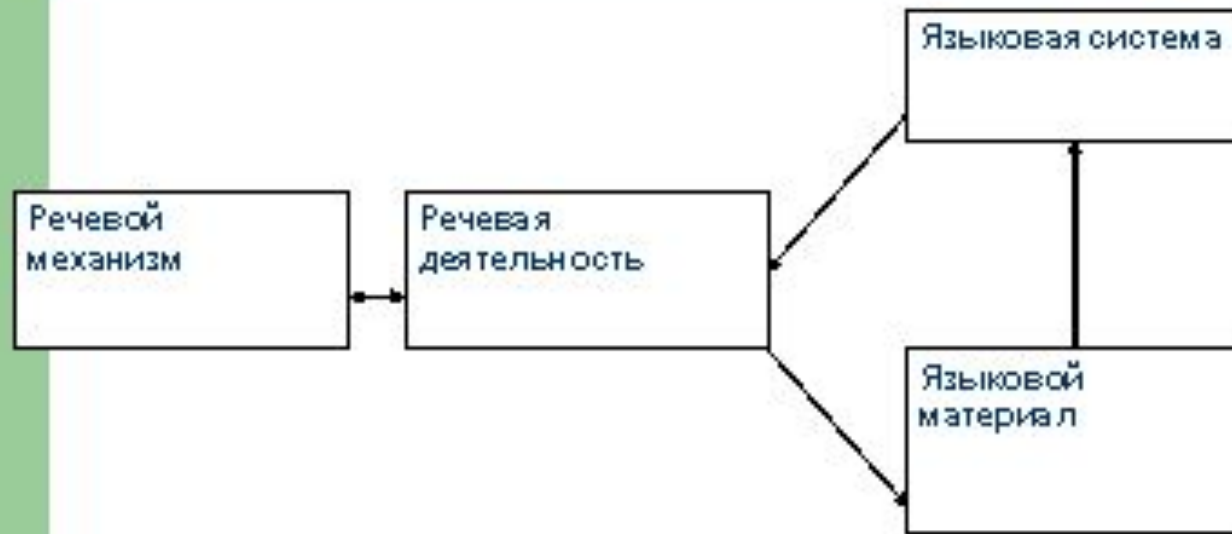 Языковая система
Речевой
механизм
Речевая
деятельность
Языковой
материал